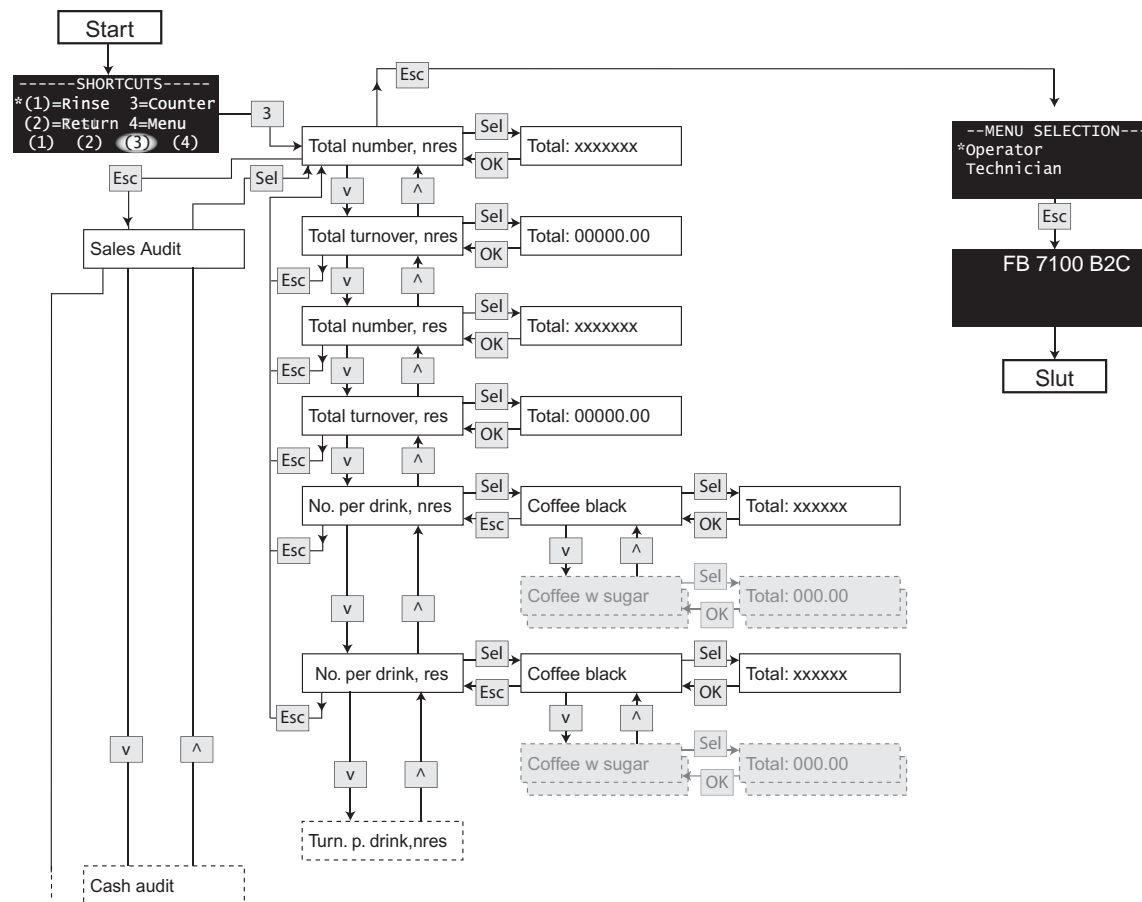 Start
------SHORTCUTS-----
*(1)=Rinse 3=Counter
(2)=Return 4=Menu
(1) (2) (3) (4)
3
Esc
--MENU SELECTION---
*Operator
Technician
Esc
FB 7100 B2C
Slut
Total number, nres
Sel
OK
Total: xxxxxxx
Esc
Sel
v
^
Sales Audit
Total turnover, nres
Sel
OK
Total: 00000.00
Esc
v
^
Total number, res
Sel
OK
Total: xxxxxxx
Esc
v
^
Total turnover, res
Sel
OK
Total: 00000.00
Esc
v
^
No. per drink, nres
Sel
Esc
Coffee black
Sel
OK
Total: xxxxxx
Esc
v
^
Coffee w sugar
Sel
OK
Total: 000.00
v
^
No. per drink, res
Sel
Esc
Coffee black
Sel
OK
Total: xxxxxx
Esc
v
^
Coffee w sugar
Sel
OK
Total: 000.00
v
^
v
^
Turn. p. drink,nres
Cash audit